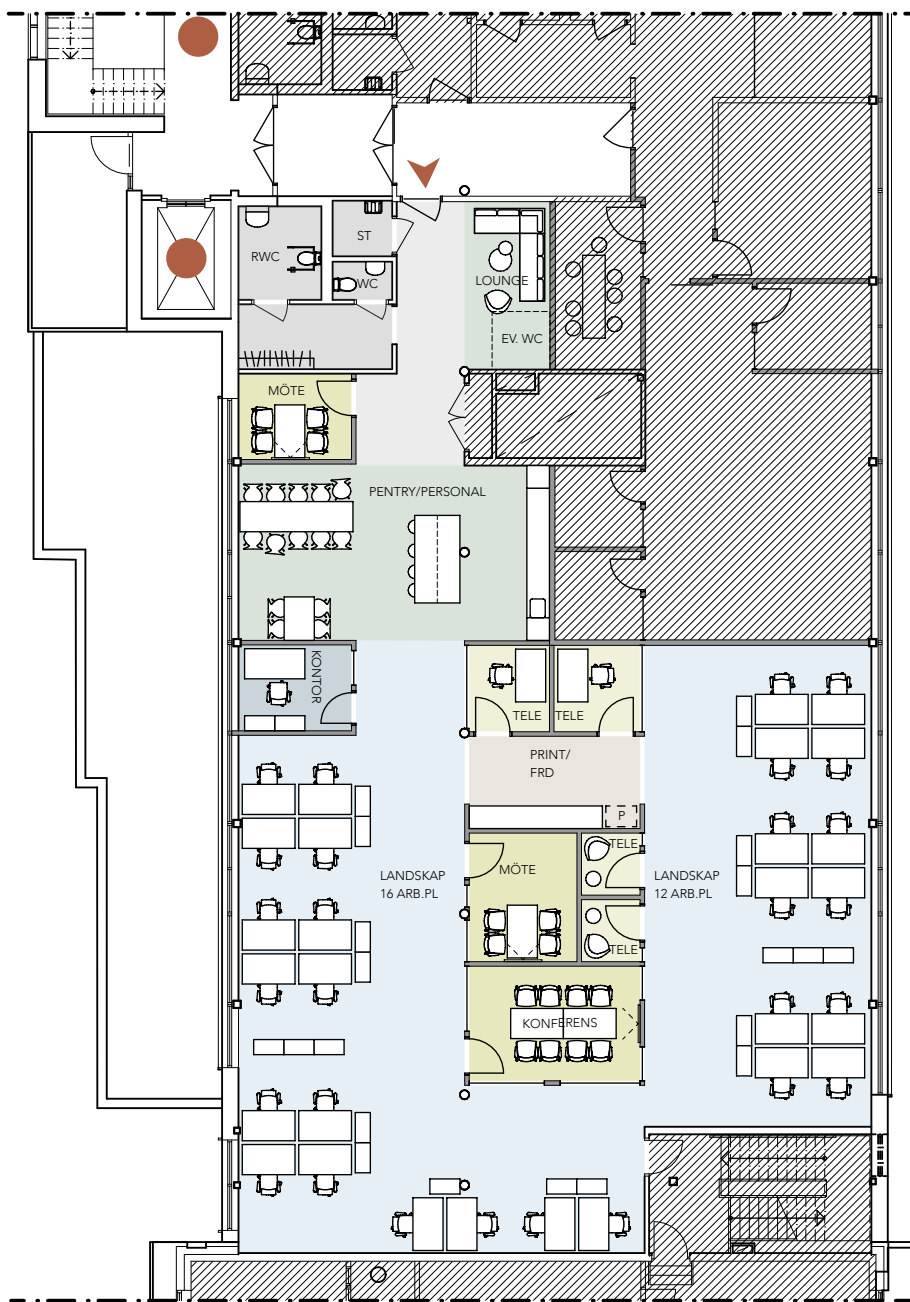 RWC
ST
WC
LOUNGE
EV. WC
MÖTE
PENTRY/PERSONAL
KONTOR
TELE
TELE
PRINT/
FRD
P
LANDSKAP
16 ARB.PL
MÖTE
TELE
LANDSKAP
12 ARB.PL
TELE
KONFERENS